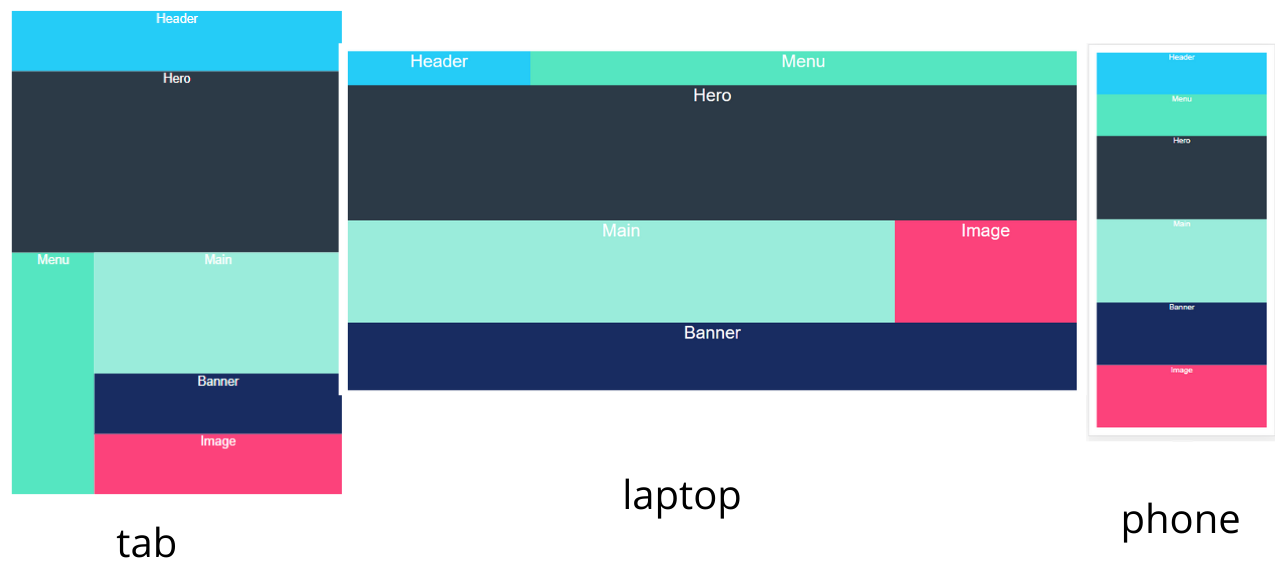 Header
Hero
Menu
Main
Banner
Image
tab
Header
Menu
Hero
Main
Image
Banner
laptop
Header
Menu
Hero
Main
Banner
Image
phone